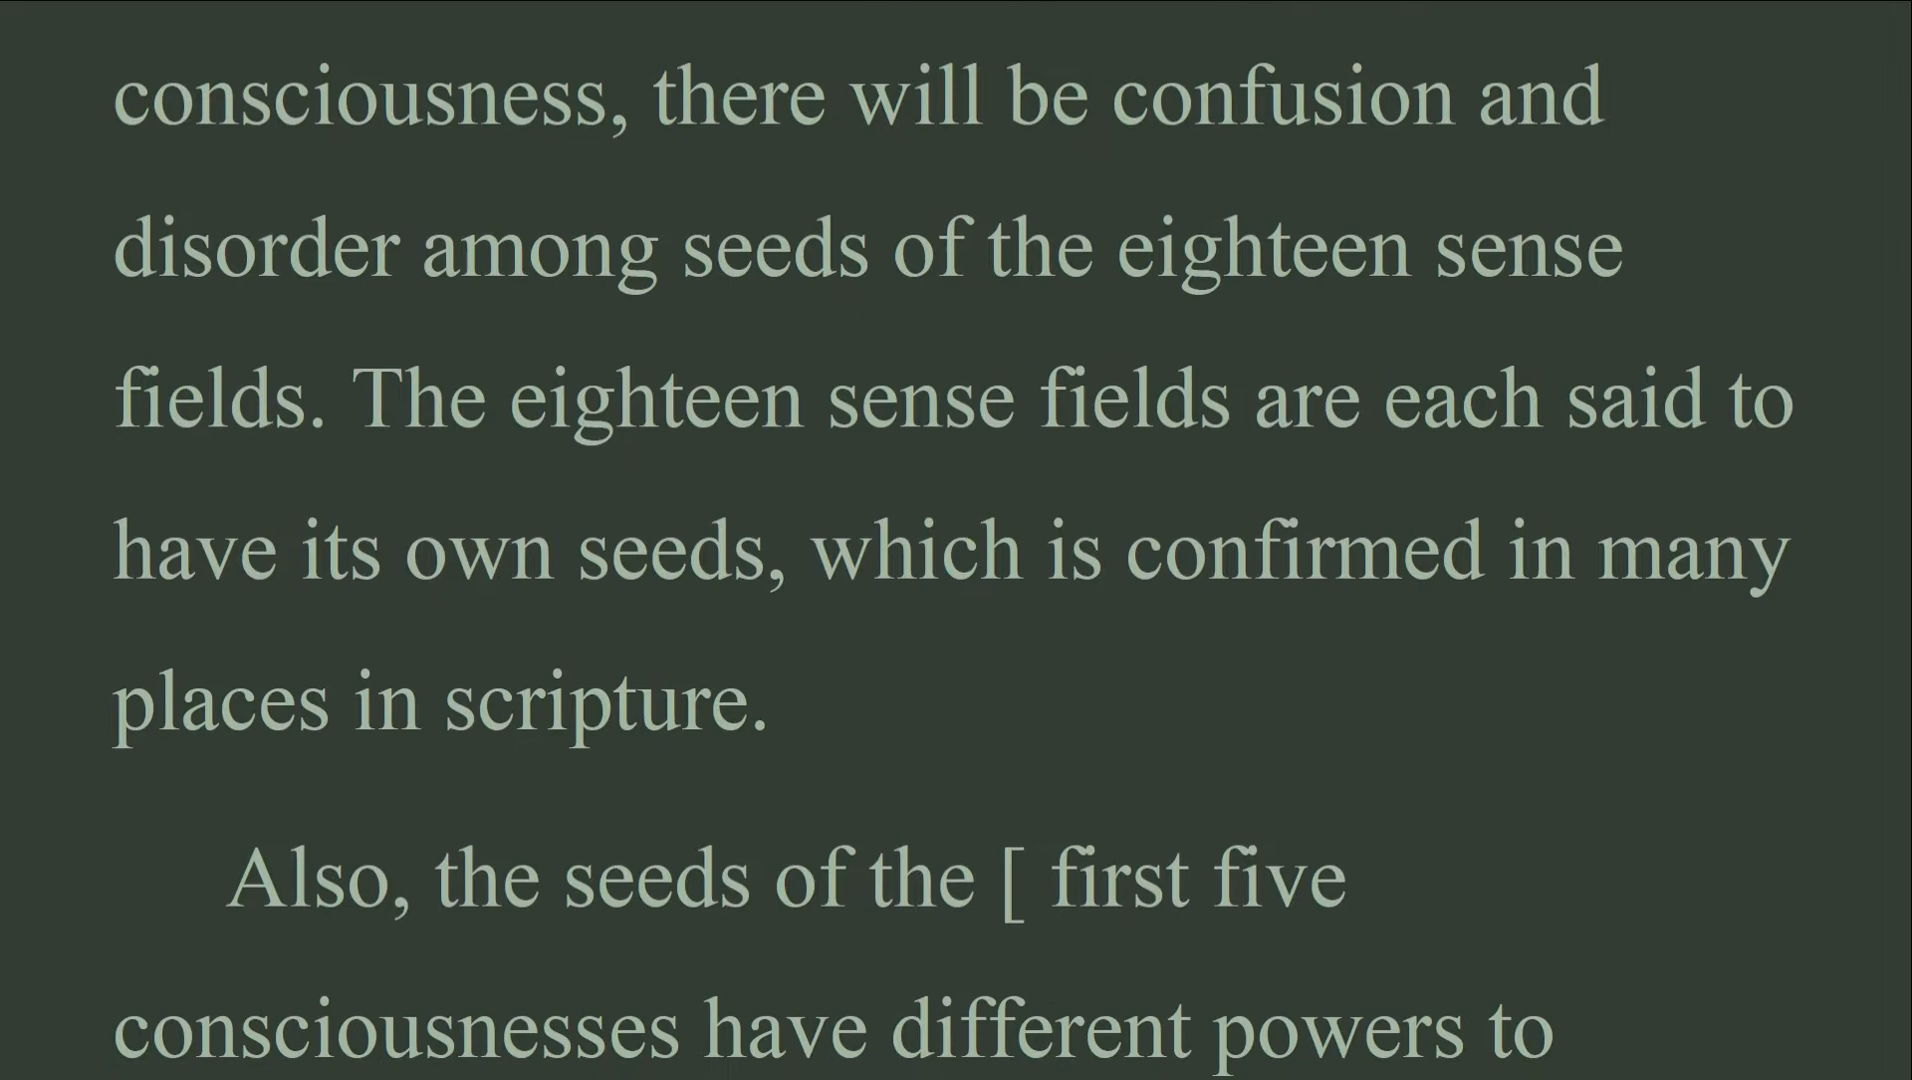 consciousness, there will be confusion and
disorder among seeds of the eighteen sense
fields. The eighteen sense fields are each said to
have its own seeds, which is confirmed in many
places in scripture.
Also, the seeds of the [ first five
consciousnesses have different powers to